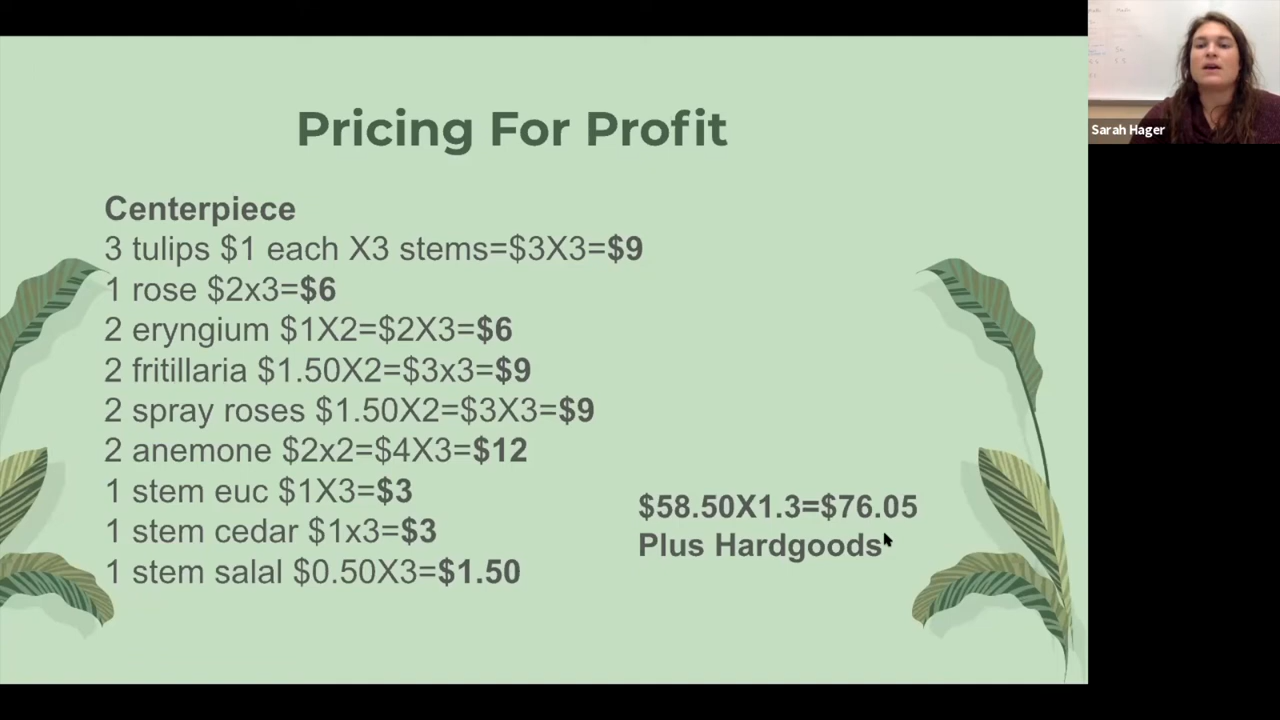 Pricing For Profit
Centerpiece
3 tulips $1 each X3 stems=$3X3=$9
1 rose $2x3=$6
2 eryngium $1X2=$2X3=$6
2 fritillaria $1.50X2=$3x3=$9
2 spray roses $1.50X2=$3X3=$9
2 anemone $2x2=$4X3=$12
1 stem euc $1X3=$3
1 stem cedar $1x3=$3
1 stem salal $0.50X3=$1.50
$58.50X1.3=$76.05
Plus Hardgoods
Sarah Hager